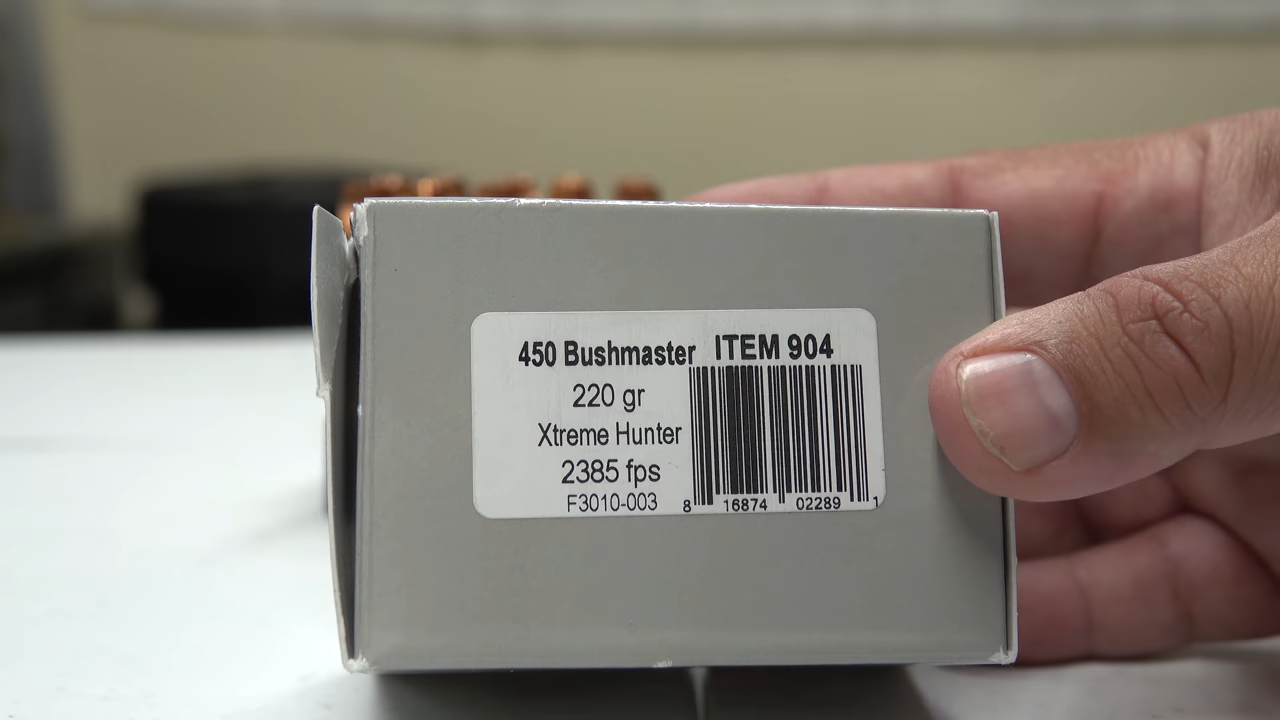 450 Bushmaster ITEM 904
220 gr
Xtreme Hunter
2385 fps
F3010-003
8 16874 02289 1